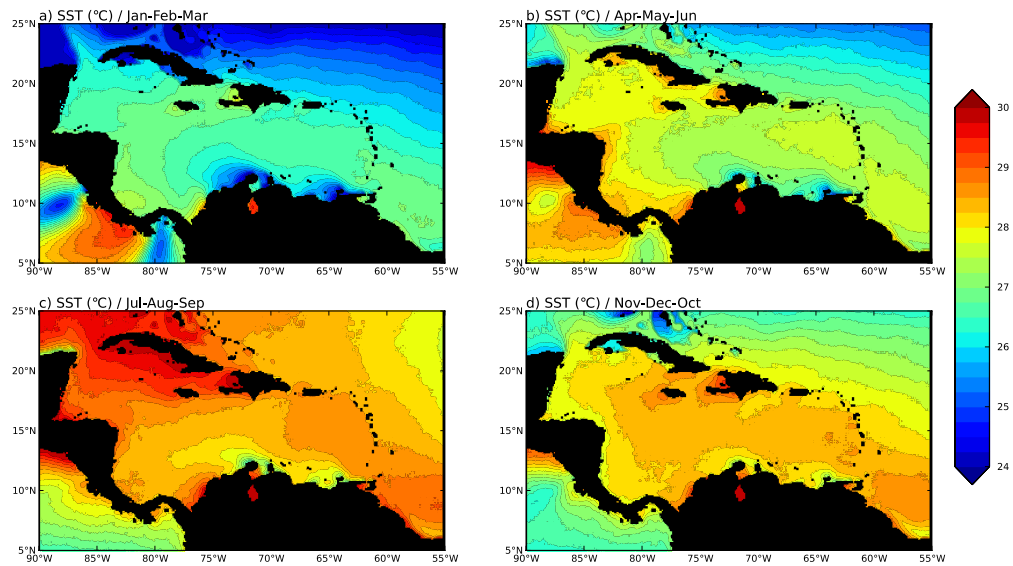 a) SST (°C) / Jan-Feb-Mar
25°N
20°N
15°N
10°N
5°N
90°W 85°W 80°W 75°W 70°W 65°W 60°W 55°W
b) SST (°C) / Apr-May-Jun
25°N
20°N
15°N
10°N
5°N
90°W 85°W 80°W 75°W 70°W 65°W 60°W 55°W
c) SST (°C) / Jul-Aug-Sep
25°N
20°N
15°N
10°N
5°N
90°W 85°W 80°W 75°W 70°W 65°W 60°W 55°W
d) SST (°C) / Nov-Dec-Oct
25°N
20°N
15°N
10°N
5°N
90°W 85°W 80°W 75°W 70°W 65°W 60°W 55°W
30
29
28
27
26
25
24